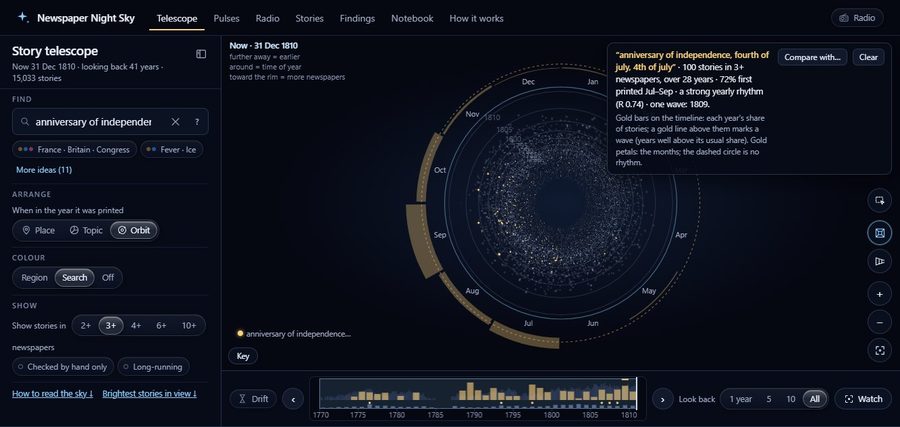 Newspaper Night Sky
Telescope
Pulses
Radio
Stories
Findings
Notebook
How it works
Radio
Story telescope
Now 31 Dec 1810 · looking back 41 years ·
15,033 stories
FIND
anniversary of independer
?
France · Britain · Congress
Fever · Ice
More ideas (11)
ARRANGE
When in the year it was printed
Place
Topic
Orbit
COLOUR
Region
Search
Off
SHOW
Show stories in
2+
3+
4+
6+
10+
newspapers
Checked by hand only
Long-running
How to read the sky ↓
Brightest stories in view ↓
Now · 31 Dec 1810
further away = earlier
around = time of year
toward the rim = more newspapers
"anniversary of independence, fourth of
july, 4th of july" · 100 stories in 3+
newspapers, over 28 years · 72% first
printed Jul–Sep · a strong yearly rhythm
(R 0.74) · one wave: 1809.
Gold bars on the timeline: each year's share
of stories; a gold line above them marks a
wave (years well above its usual share). Gold
petals: the months; the dashed circle is no
rhythm.
Compare with...
Clear
Dec
Jan
Nov
1810
1805
1800
Oct
Sep
Apr
Aug
May
Jul
Jun
anniversary of independence...
Key
+
−
Drift
‹
1770
1775
1780
1785
1790
1795
1800
1805
1810
›
Look back
1 year
5
10
All
Watch